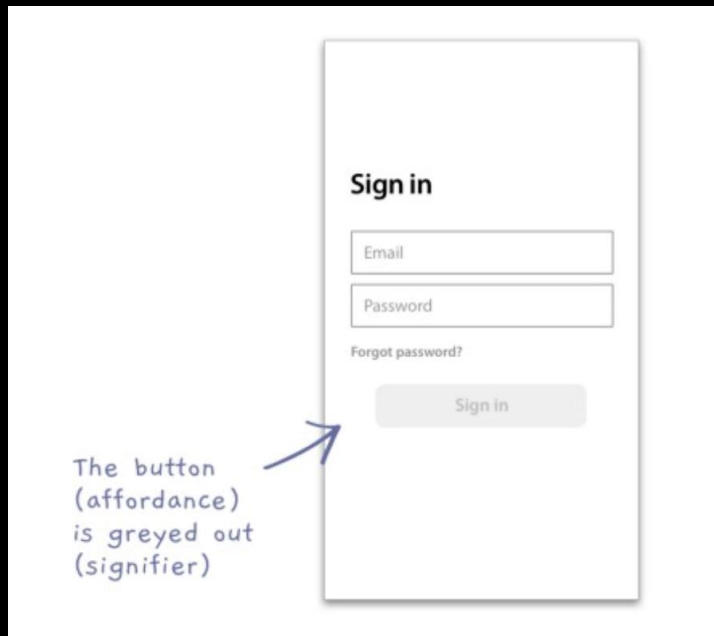 Sign in
Email
Password
Forgot password?
Sign in
The button
(affordance)
is greyed out
(signifier)